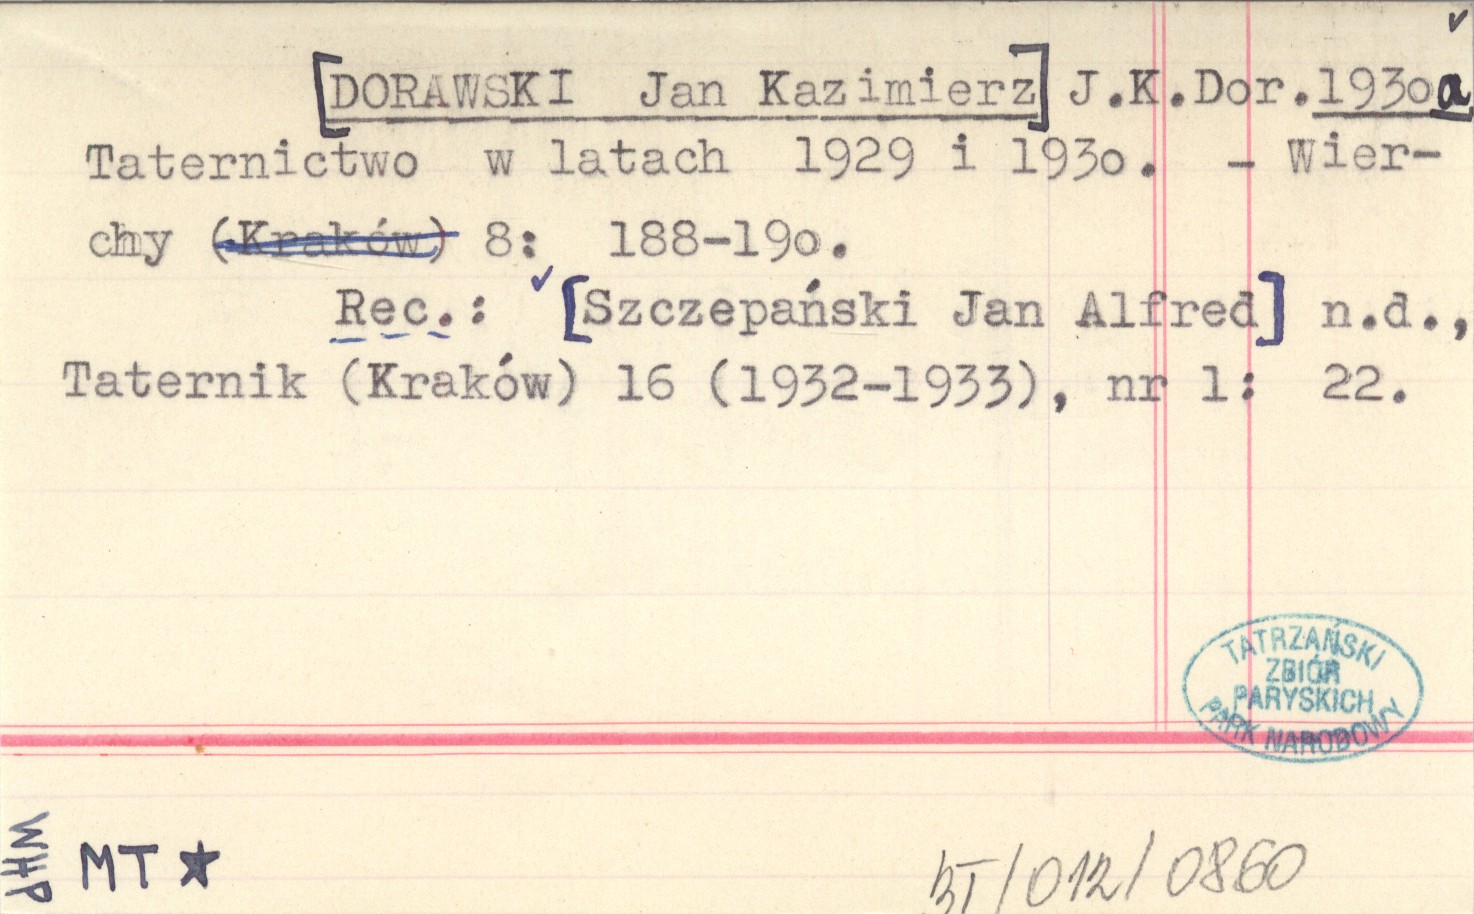 ✓
[DORAWSKI Jan Kazimierz] J.K.Dor.193oa
Taternictwo w latach 1929 i 193o. - Wier-
chy (Kraków) 8: 188-19o.
Rec.: ✓ [Szczepański Jan Alfred] n.d.,
Taternik (Kraków) 16 (1932-1933), nr 1: 22.
TATRZAŃSKI
ZBIÓR
PARYSKICH
PARK NARODOWY
WHP
MT ★
/012/0860